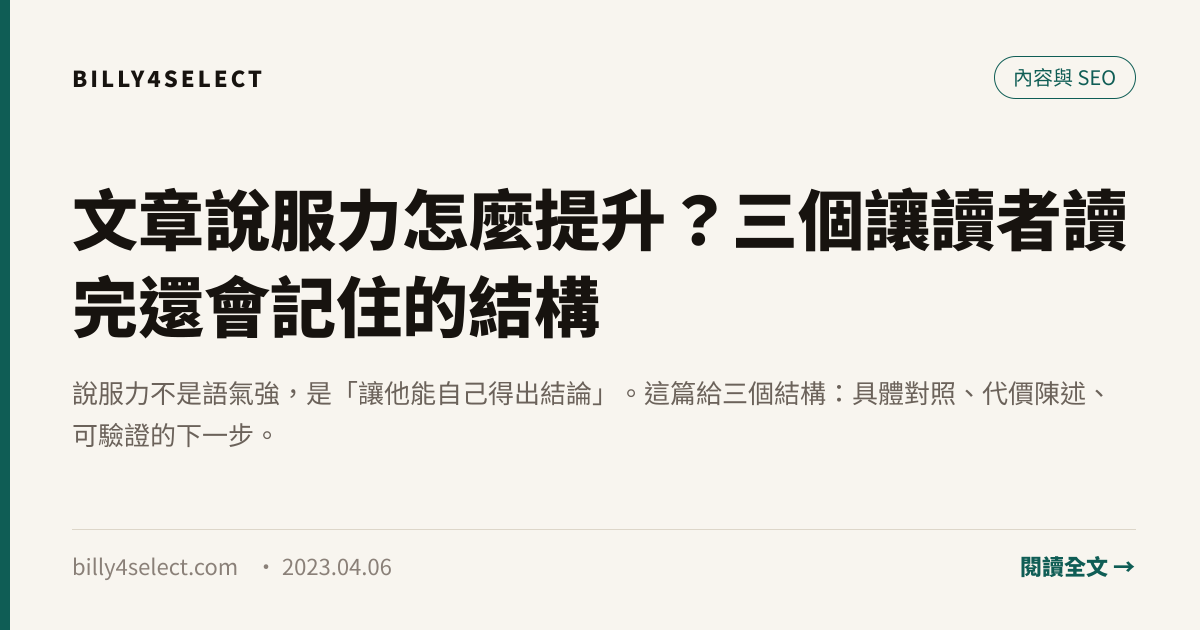 BILLY4SELECT
內容與 SEO
文章說服力怎麼提升？三個讓讀者讀
完還會記住的結構
說服力不是語氣強，是「讓他能自己得出結論」。這篇給三個結構：具體對照、代價陳述、
可驗證的下一步。
billy4select.com ・ 2023.04.06
閱讀全文 →